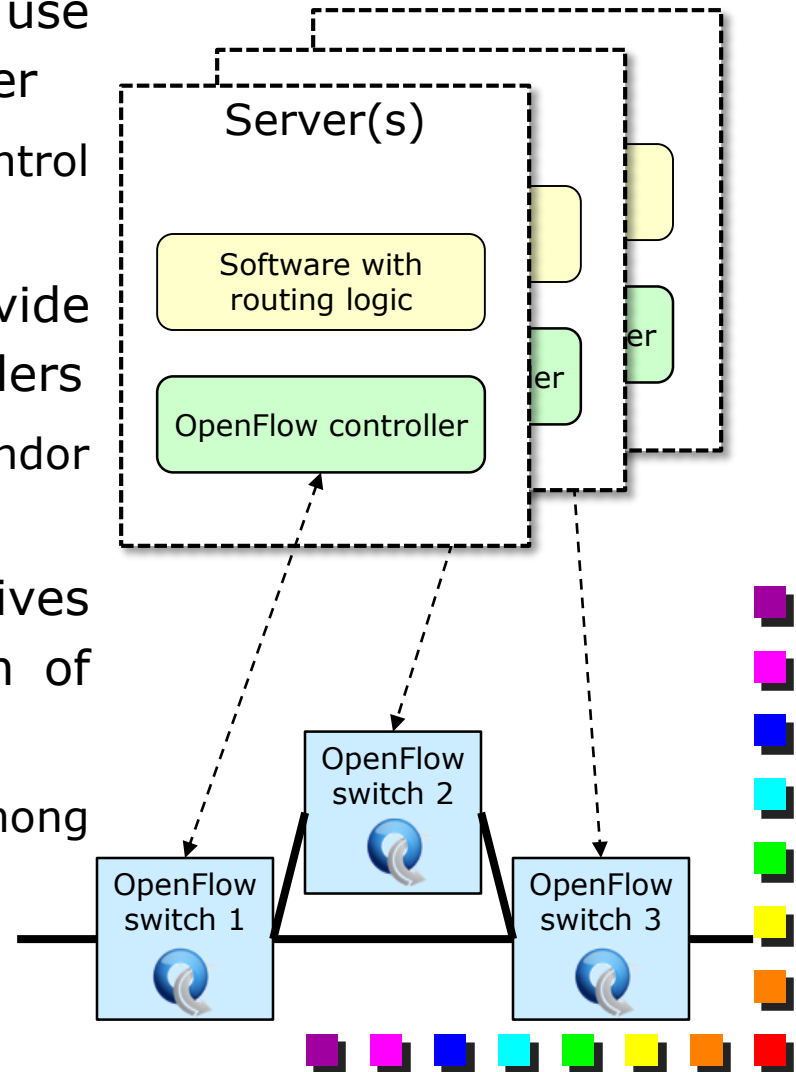 use
er
ntrol
vide
lers
ndor
ives
n of
nong
Server(s)
Software with
routing logic
OpenFlow controller
er
er
OpenFlow
switch 2
OpenFlow
switch 1
OpenFlow
switch 3